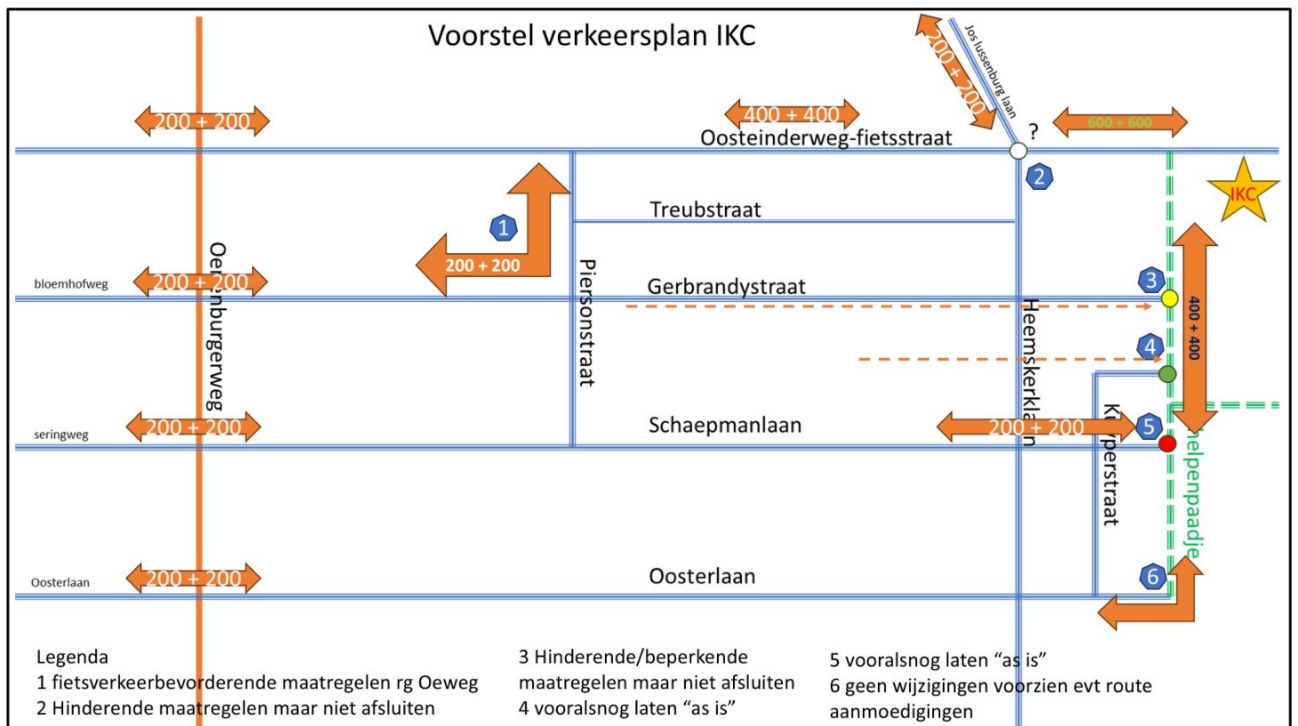 Voorstel verkeersplan IKC
Jos lussenburg laan
200 + 200
200 + 200
400 + 400
600 + 600
?
Oosteinderweg-fietsstraat
2
IKC
1
Treubstraat
200 + 200
Piersonstraat
bloemhofweg
200 + 200
Gerbrandystraat
3
400 + 400
4
seringweg
200 + 200
Schaepmanlaan
200 + 200
5
Oosterlaan
200 + 200
Oosterlaan
6
Legenda
1 fietsverkeerbevorderende maatregelen rg Oeweg
2 Hinderende maatregelen maar niet afsluiten
3 Hinderende/beperkende
maatregelen maar niet afsluiten
4 vooralsnog laten “as is”
5 vooralsnog laten “as is”
6 geen wijzigingen voorzien evt route
aanmoedigingen